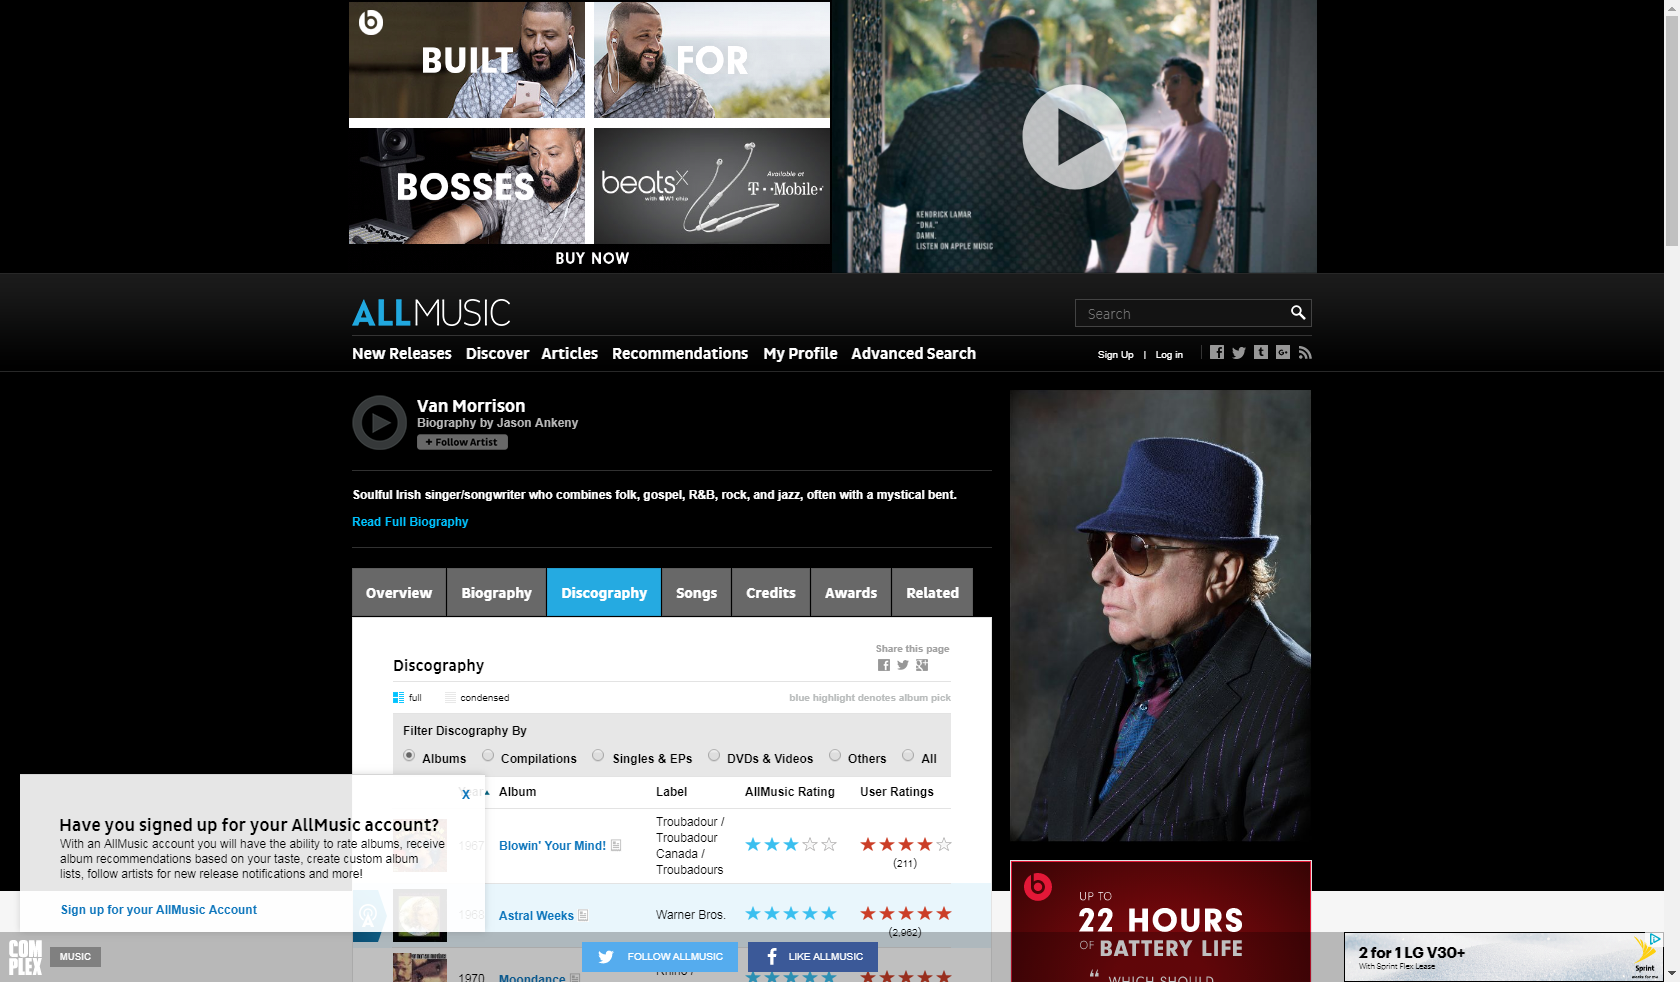 BUILT
FOR
BOSSES
beatsX
with W1 chip
Available at
T··Mobile·
BUY NOW
KENDRICK LAMAR
"DNA."
DAMN.
LISTEN ON APPLE MUSIC
ALLMUSIC
Search
New Releases Discover Articles Recommendations My Profile Advanced Search
Sign Up | Log in
Van Morrison
Biography by Jason Ankeny
+ Follow Artist
Soulful Irish singer/songwriter who combines folk, gospel, R&B, rock, and jazz, often with a mystical bent.
Read Full Biography
Overview Biography Discography Songs Credits Awards Related
Share this page
Discography
full condensed blue highlight denotes album pick
Filter Discography By
Albums Compilations Singles & EPs DVDs & Videos Others All
Year Album Label AllMusic Rating User Ratings
1967 Blowin' Your Mind! Troubadour /
Troubadour
Canada /
Troubadours
(211)
1968 Astral Weeks Warner Bros.
(2,962)
1970 Moondance Rhino /
X
Have you signed up for your AllMusic account?
With an AllMusic account you will have the ability to rate albums, receive
album recommendations based on your taste, create custom album
lists, follow artists for new release notifications and more!
Sign up for your AllMusic Account
UP TO
22 HOURS
OF BATTERY LIFE
“ WHICH SHOULD
COMPLEX
MUSIC
FOLLOW ALLMUSIC
LIKE ALLMUSIC
2 for 1 LG V30+
With Sprint Flex Lease
Sprint
works for me